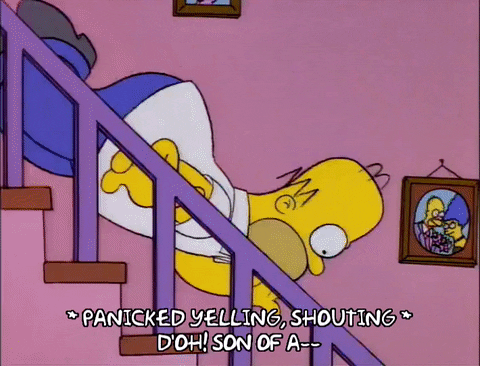 * PANICKED YELLING, SHOUTING *
D'OH! SON OF A--